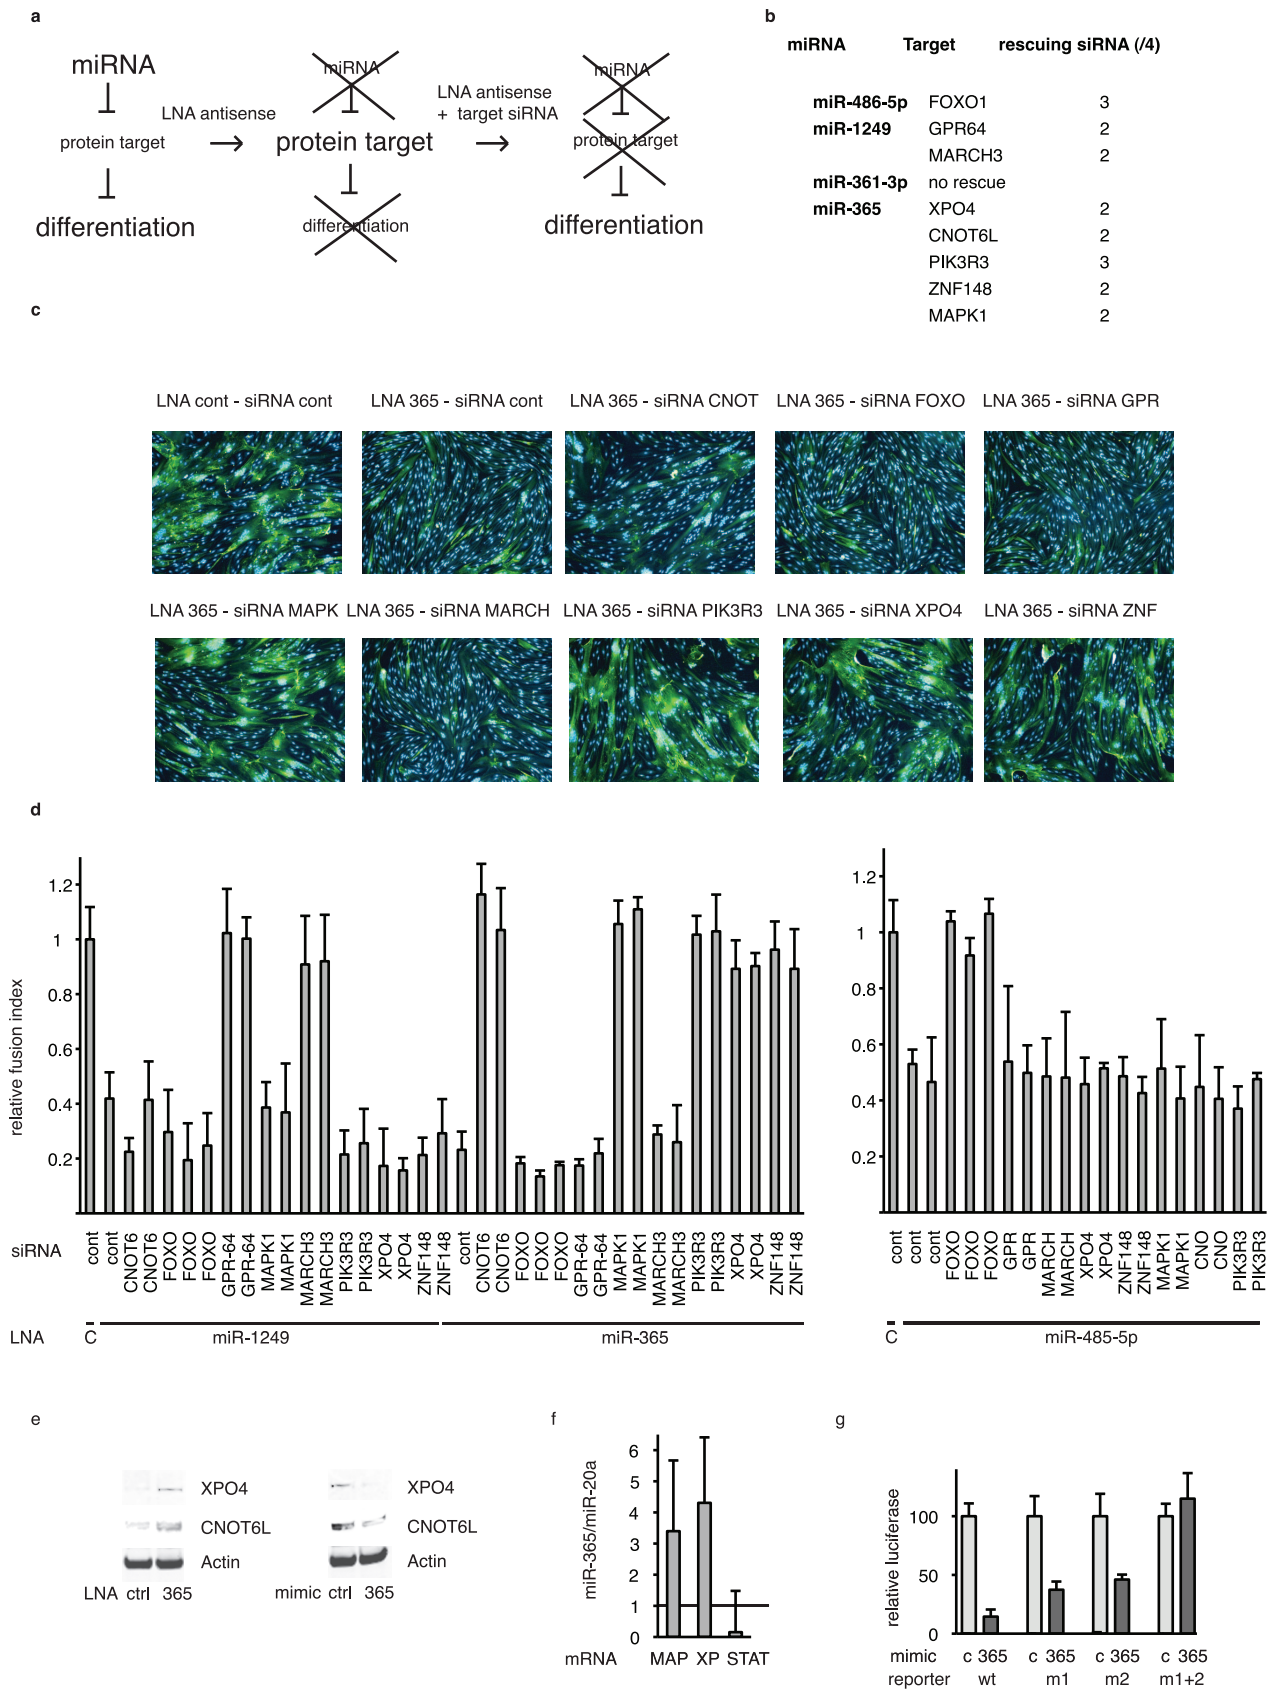 a
miRNA
protein target
differentiation
LNA antisense
miRNA
protein target
differentiation
LNA antisense
+ target siRNA
miRNA
protein target
differentiation
b
miRNA Target rescuing siRNA (/4)
miR-486-5p FOXO1 3
miR-1249 GPR64 2
MARCH3 2
miR-361-3p no rescue
miR-365 XPO4 2
CNOT6L 2
PIK3R3 3
ZNF148 2
MAPK1 2
c
LNA cont - siRNA cont LNA 365 - siRNA cont LNA 365 - siRNA CNOT LNA 365 - siRNA FOXO LNA 365 - siRNA GPR
LNA 365 - siRNA MAPK LNA 365 - siRNA MARCH LNA 365 - siRNA PIK3R3 LNA 365 - siRNA XPO4 LNA 365 - siRNA ZNF
d
relative fusion index
1.2
1
0.8
0.6
0.4
0.2
siRNA cont cont CNOT6 CNOT6 FOXO FOXO FOXO GPR-64 GPR-64 MAPK1 MAPK1 MARCH3 MARCH3 PIK3R3 PIK3R3 XPO4 XPO4 ZNF148 ZNF148 cont CNOT6 CNOT6 FOXO FOXO FOXO GPR-64 GPR-64 MAPK1 MAPK1 MARCH3 MARCH3 PIK3R3 PIK3R3 XPO4 XPO4 ZNF148 ZNF148
LNA C miR-1249 miR-365
1.2
1
0.8
0.6
0.4
0.2
cont cont cont FOXO FOXO FOXO GPR GPR MARCH MARCH XPO4 XPO4 ZNF148 ZNF148 MAPK1 MAPK1 CNO CNO PIK3R3 PIK3R3
C miR-485-5p
e
XPO4
CNOT6L
Actin
LNA ctrl 365
XPO4
CNOT6L
Actin
mimic ctrl 365
f
miR-365/miR-20a
6
5
4
3
2
1
0
mRNA MAP XP STAT
g
relative luciferase
100
50
0
mimic c 365 c 365 c 365 c 365
reporter wt m1 m2 m1+2